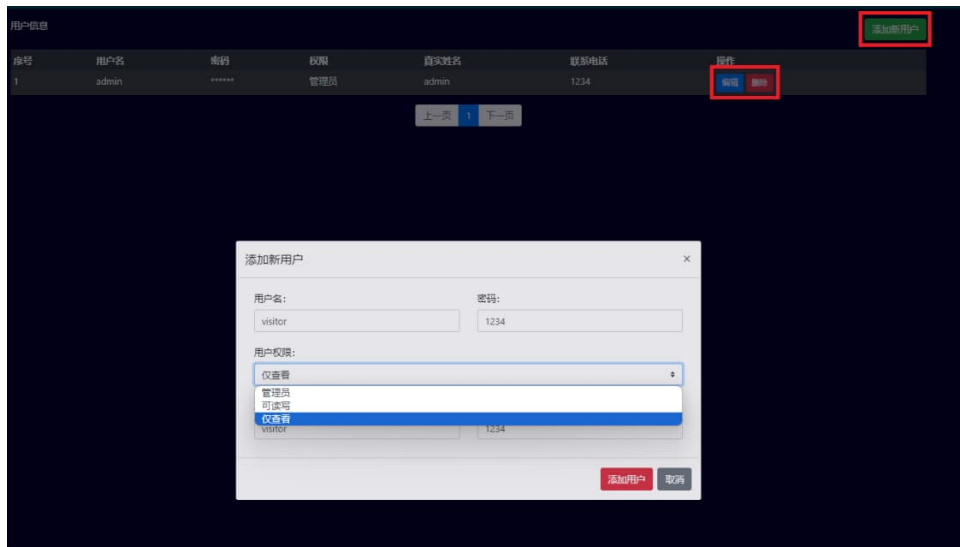 用户信息
添加新用户
序号 用户名 密码 权限 真实姓名 联系电话 操作
1 admin ****** 管理员 admin 1234 编辑 删除
上一页 1 下一页
添加新用户 ×
用户名: 密码:
visitor 1234
用户权限:
仅查看
管理员
可读写
仅查看
visitor 1234
添加用户 取消